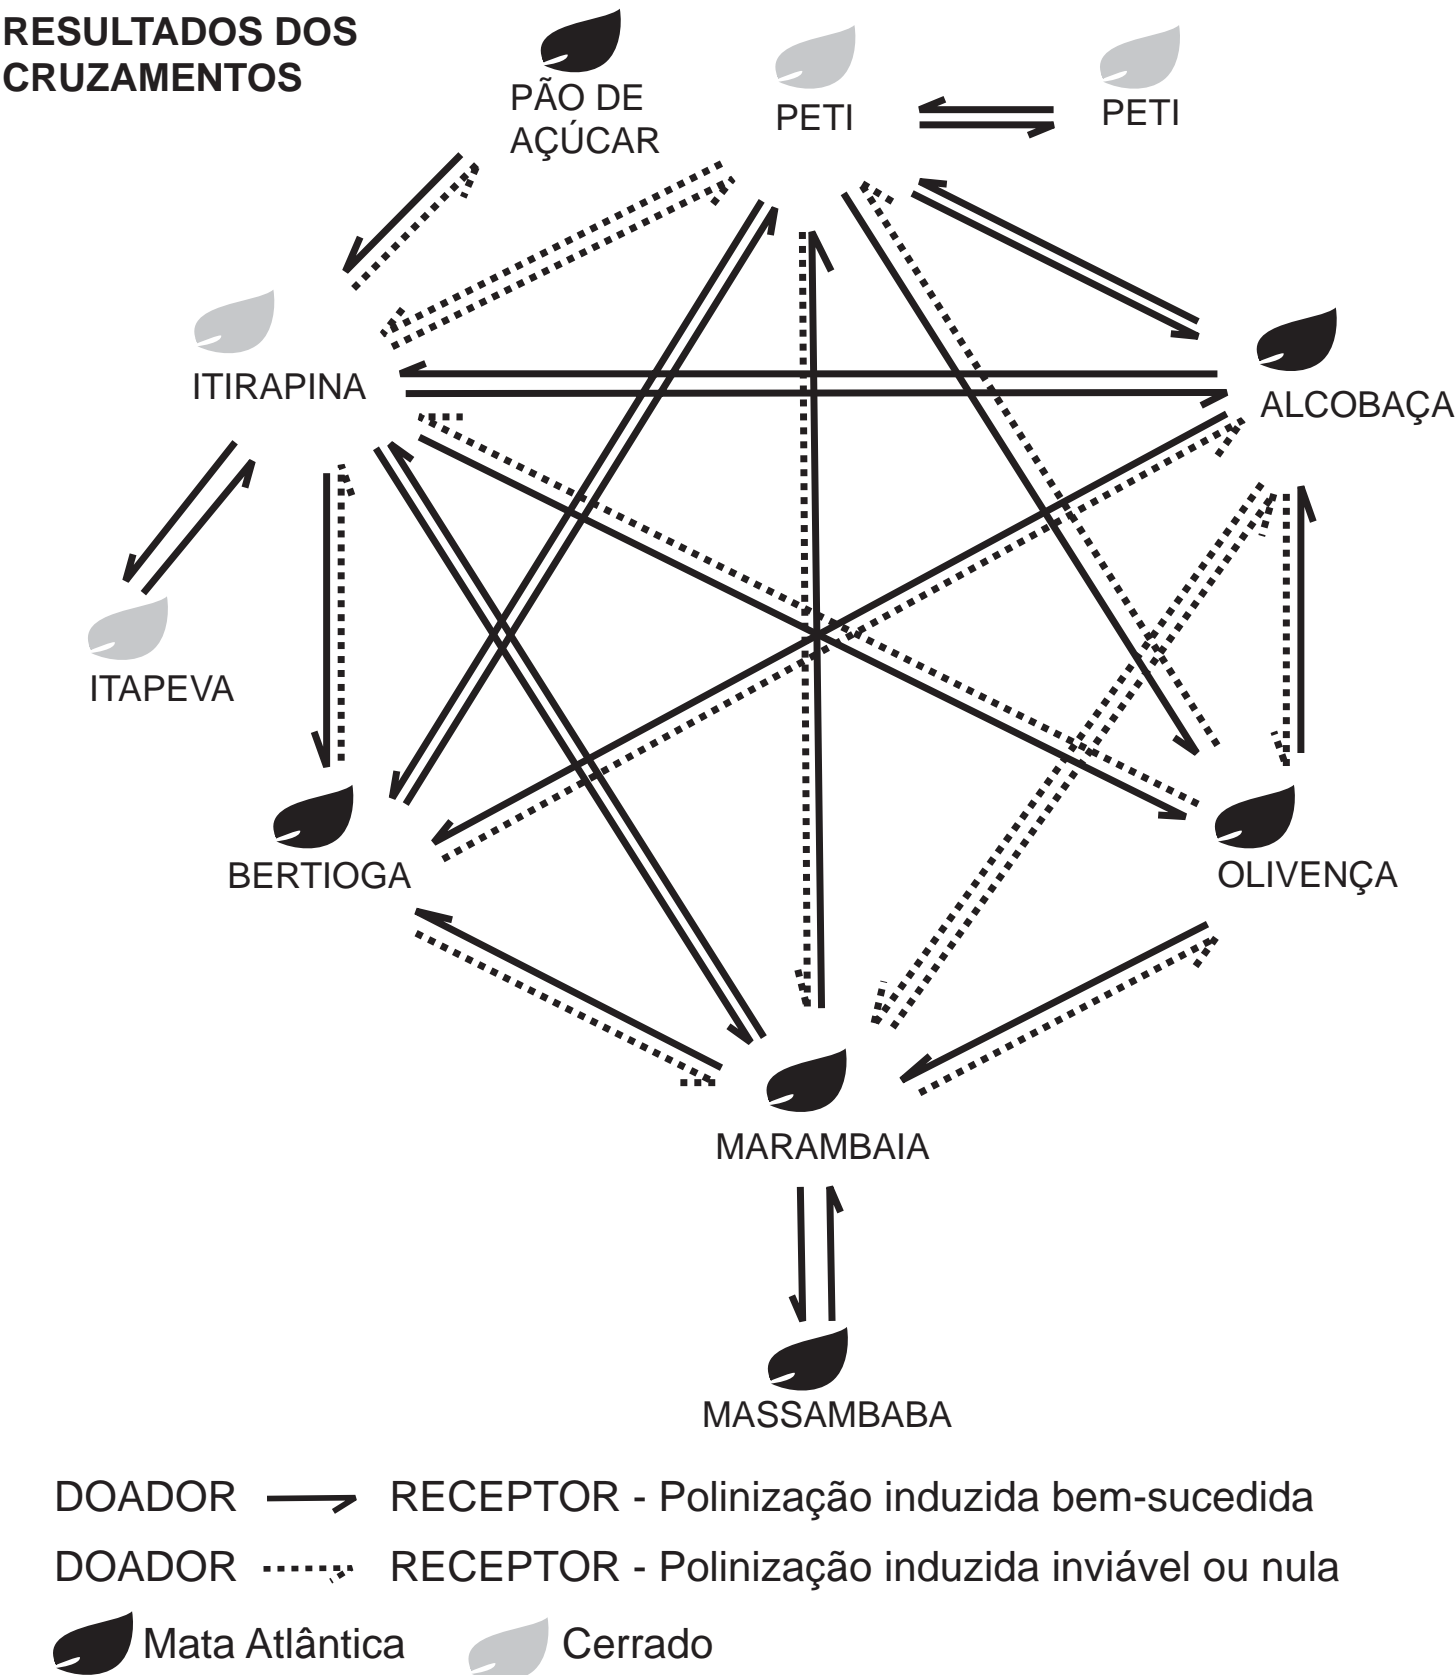 RESULTADOS DOS
CRUZAMENTOS
PÃO DE
AÇÚCAR
PETI
PETI
ITIRAPINA
ALCOBAÇA
ITAPEVA
BERTIOGA
OLIVENÇA
MARAMBAIA
MASSAMBABA
DOADOR RECEPTOR - Polinização induzida bem-sucedida
DOADOR RECEPTOR - Polinização induzida inviável ou nula
Mata Atlântica Cerrado